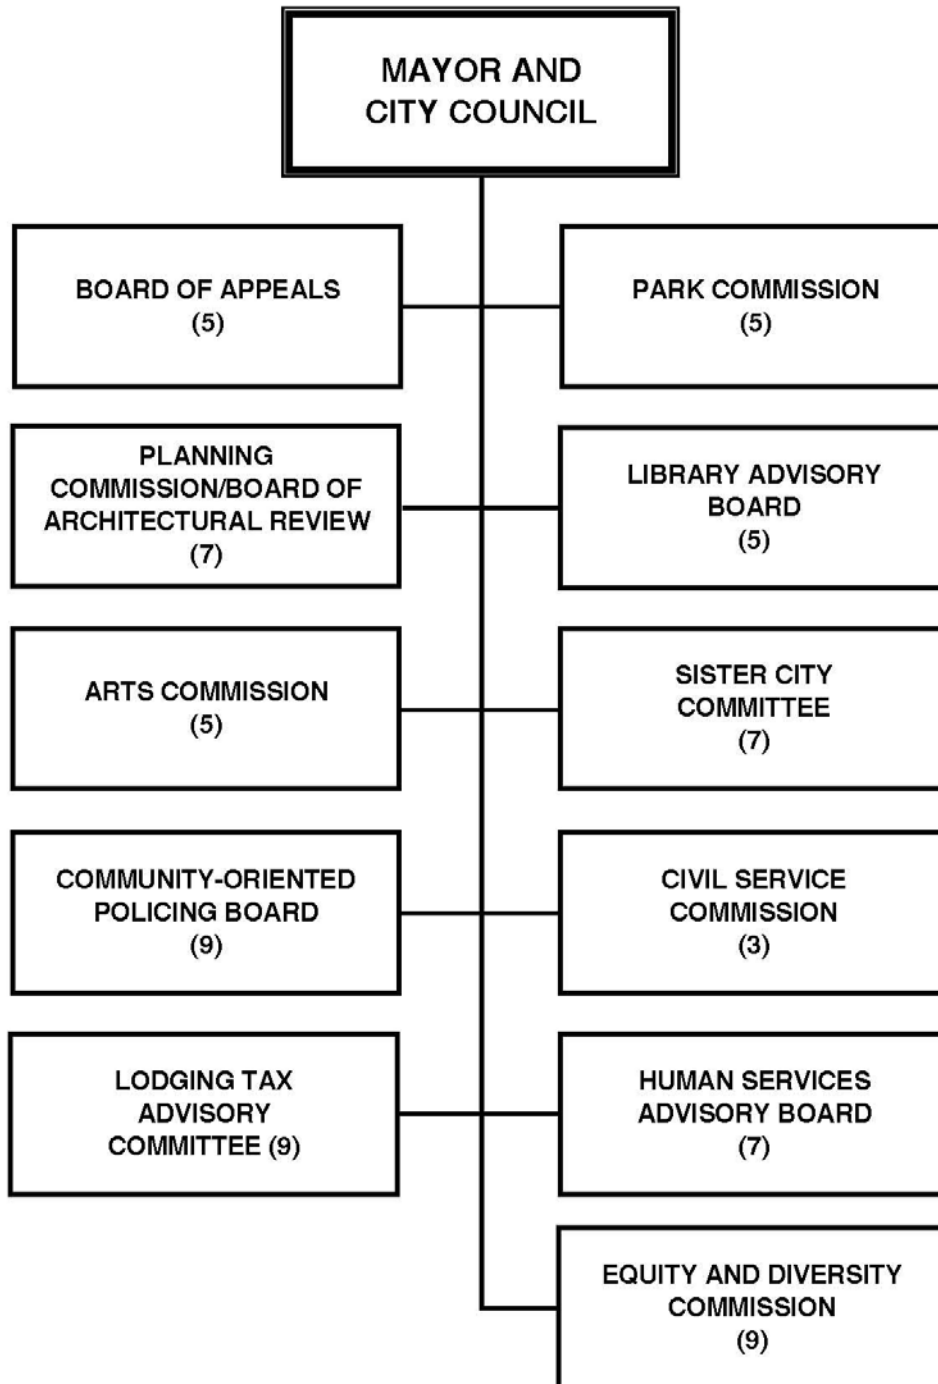 MAYOR AND
CITY COUNCIL
BOARD OF APPEALS
(5)
PARK COMMISSION
(5)
PLANNING
COMMISSION/BOARD OF
ARCHITECTURAL REVIEW
(7)
LIBRARY ADVISORY
BOARD
(5)
ARTS COMMISSION
(5)
SISTER CITY
COMMITTEE
(7)
COMMUNITY-ORIENTED
POLICING BOARD
(9)
CIVIL SERVICE
COMMISSION
(3)
LODGING TAX
ADVISORY
COMMITTEE (9)
HUMAN SERVICES
ADVISORY BOARD
(7)
EQUITY AND DIVERSITY
COMMISSION
(9)